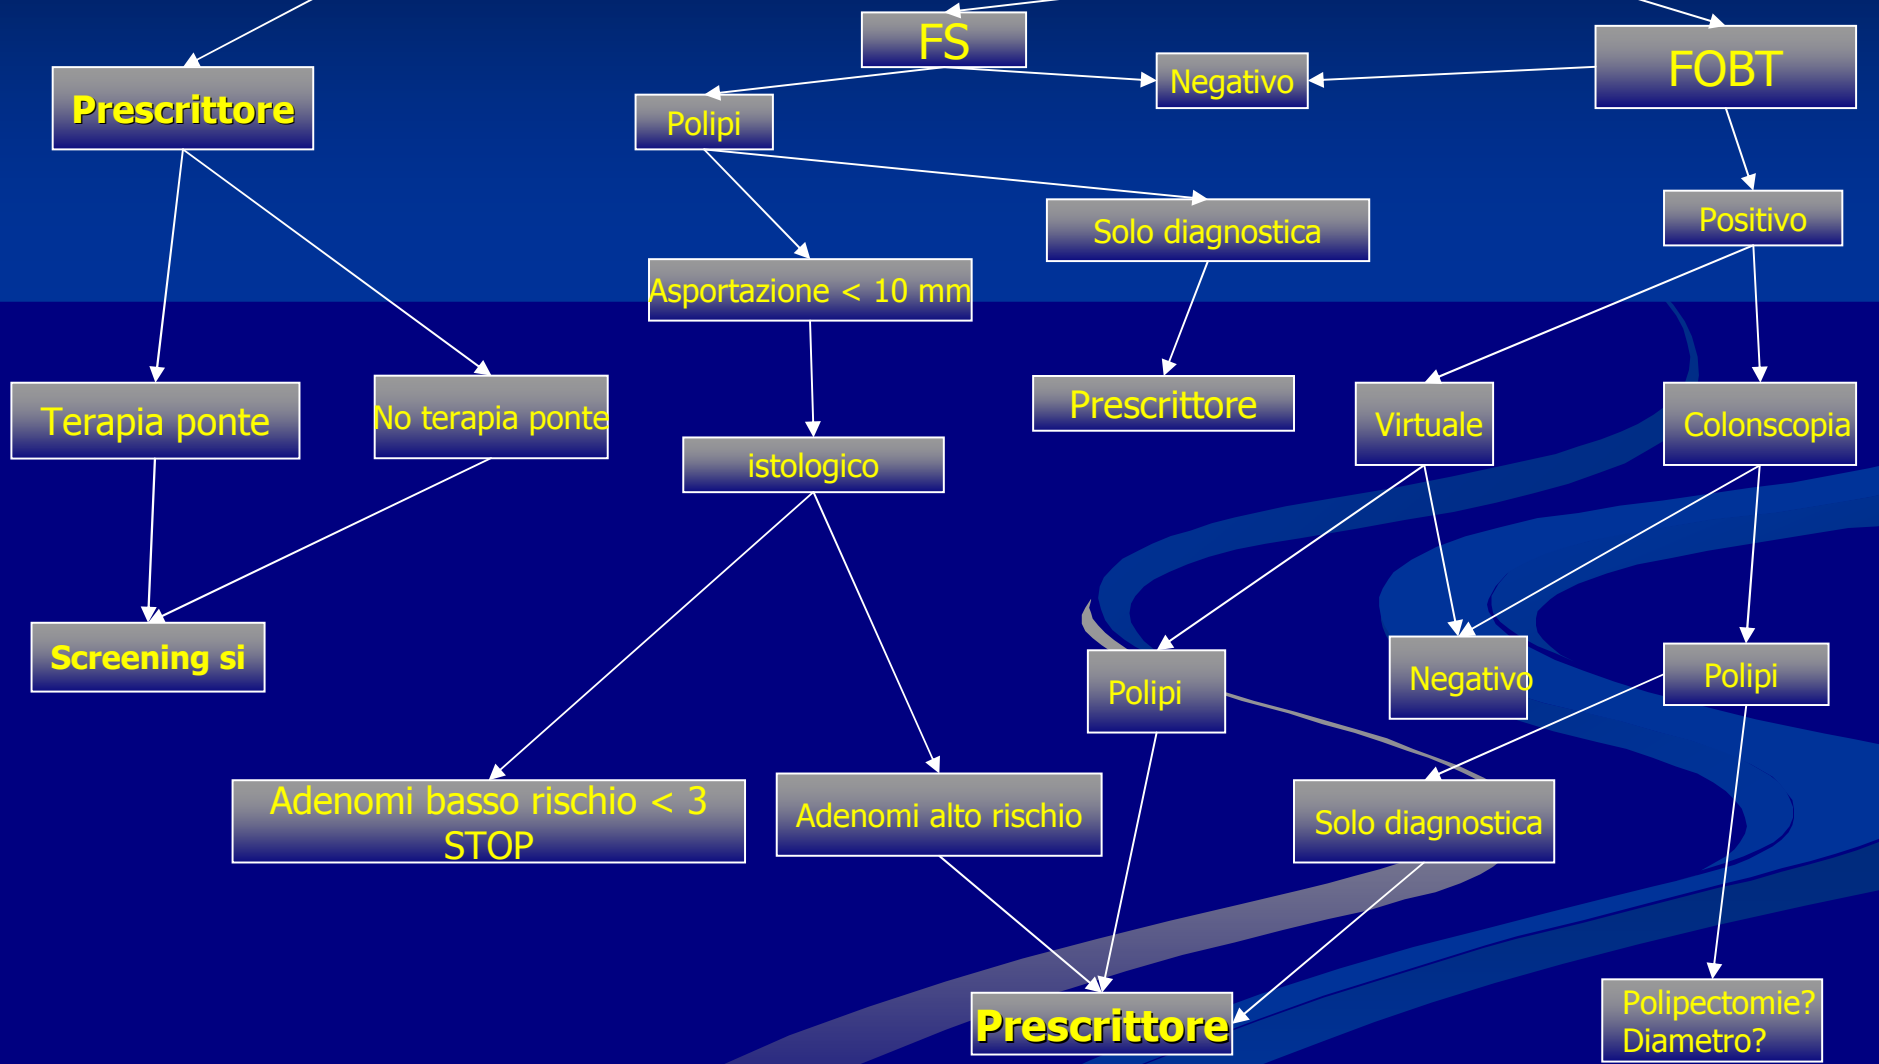 FS
FOBT
Negativo
Prescrittore
Polipi
Positivo
Solo diagnostica
Asportazione < 10 mm
Prescrittore
Terapia ponte
No terapia ponte
Virtuale
Colonscopia
istologico
Screening si
Polipi
Negativo
Polipi
Adenomi basso rischio < 3
STOP
Adenomi alto rischio
Solo diagnostica
Prescrittore
Polipectomie?
Diametro?